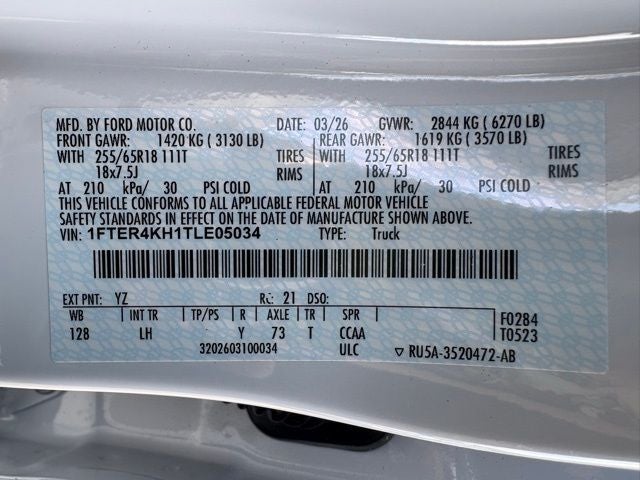 MFD. BY FORD MOTOR CO. DATE: 03/26 GVWR: 2844 KG ( 6270 LB)
FRONT GAWR: 1420 KG ( 3130 LB) REAR GAWR: 1619 KG ( 3570 LB)
WITH 255/65R18 111T TIRES WITH 255/65R18 111T TIRES
18x7.5J RIMS 18x7.5J RIMS
AT 210 kPa/ 30 PSI COLD AT 210 kPa/ 30 PSI COLD
THIS VEHICLE CONFORMS TO ALL APPLICABLE FEDERAL MOTOR VEHICLE
SAFETY STANDARDS IN EFFECT ON THE DATE OF MANUFACTURE SHOWN ABOVE.
VIN: 1FTER4KH1TLE05034 TYPE: Truck
EXT PNT: YZ RC: 21 DSO:
WB INT TR TP/PS R AXLE TR SPR F0284
128 LH Y 73 T CCAA T0523
3202603100034 ULC ▽ RU5A-3520472-AB